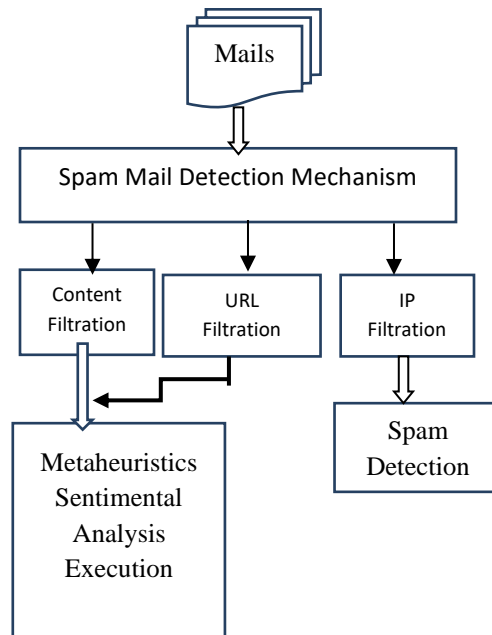 Mails
Spam Mail Detection Mechanism
Content
Filtration
URL
Filtration
IP
Filtration
Metaheuristics
Sentimental
Analysis
Execution
Spam
Detection